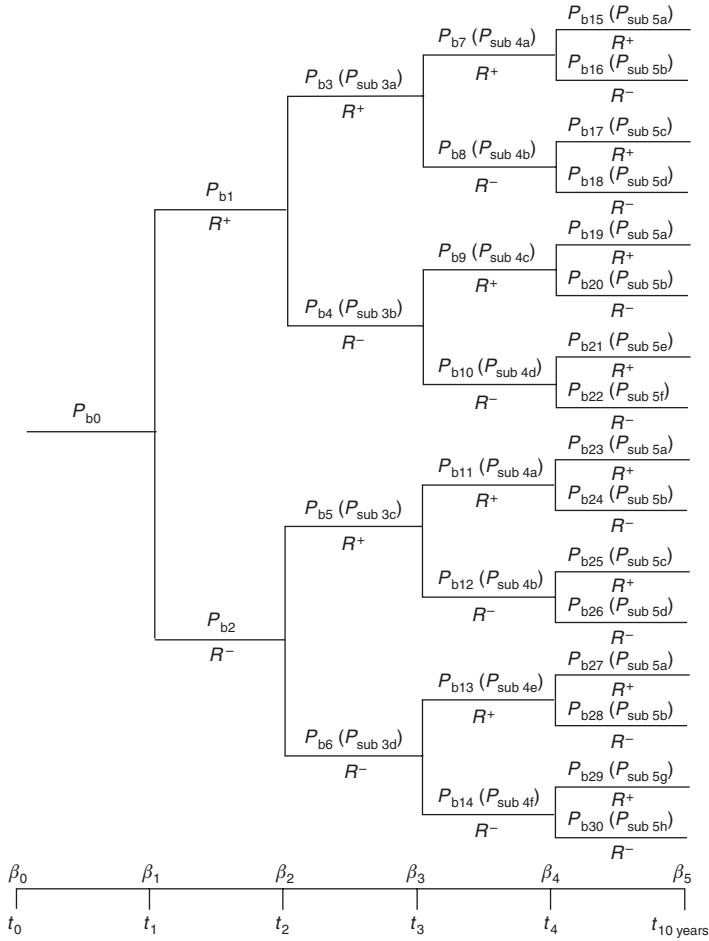 P_b15 (P_sub 5a)
P_b7 (P_sub 4a)
R⁺
P_b16 (P_sub 5b)
P_b3 (P_sub 3a)
R⁺
R⁻
R⁺
P_b17 (P_sub 5c)
P_b8 (P_sub 4b)
R⁺
P_b18 (P_sub 5d)
P_b1
R⁻
R⁻
R⁺
P_b19 (P_sub 5a)
P_b9 (P_sub 4c)
R⁺
P_b20 (P_sub 5b)
P_b4 (P_sub 3b)
R⁺
R⁻
R⁻
P_b21 (P_sub 5e)
P_b10 (P_sub 4d)
R⁺
P_b22 (P_sub 5f)
P_b0
R⁻
R⁻
P_b23 (P_sub 5a)
P_b11 (P_sub 4a)
R⁺
P_b24 (P_sub 5b)
P_b5 (P_sub 3c)
R⁺
R⁻
R⁺
P_b25 (P_sub 5c)
P_b12 (P_sub 4b)
R⁺
P_b26 (P_sub 5d)
P_b2
R⁻
R⁻
R⁻
P_b27 (P_sub 5a)
P_b13 (P_sub 4e)
R⁺
P_b28 (P_sub 5b)
R⁺
P_b6 (P_sub 3d)
R⁻
R⁻
P_b29 (P_sub 5g)
P_b14 (P_sub 4f)
R⁺
P_b30 (P_sub 5h)
R⁻
R⁻
β₀ β₁ β₂ β₃ β₄ β₅
t₀ t₁ t₂ t₃ t₄ t_10 years